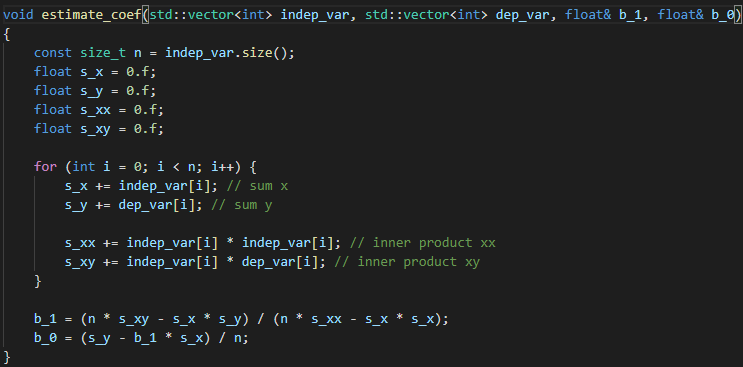 void estimate_coef(std::vector<int> indep_var, std::vector<int> dep_var, float& b_1, float& b_0)
{
    const size_t n = indep_var.size();
    float s_x = 0.f;
    float s_y = 0.f;
    float s_xx = 0.f;
    float s_xy = 0.f;

    for (int i = 0; i < n; i++) {
        s_x += indep_var[i]; // sum x
        s_y += dep_var[i]; // sum y

        s_xx += indep_var[i] * indep_var[i]; // inner product xx
        s_xy += indep_var[i] * dep_var[i]; // inner product xy
    }

    b_1 = (n * s_xy - s_x * s_y) / (n * s_xx - s_x * s_x);
    b_0 = (s_y - b_1 * s_x) / n;
}